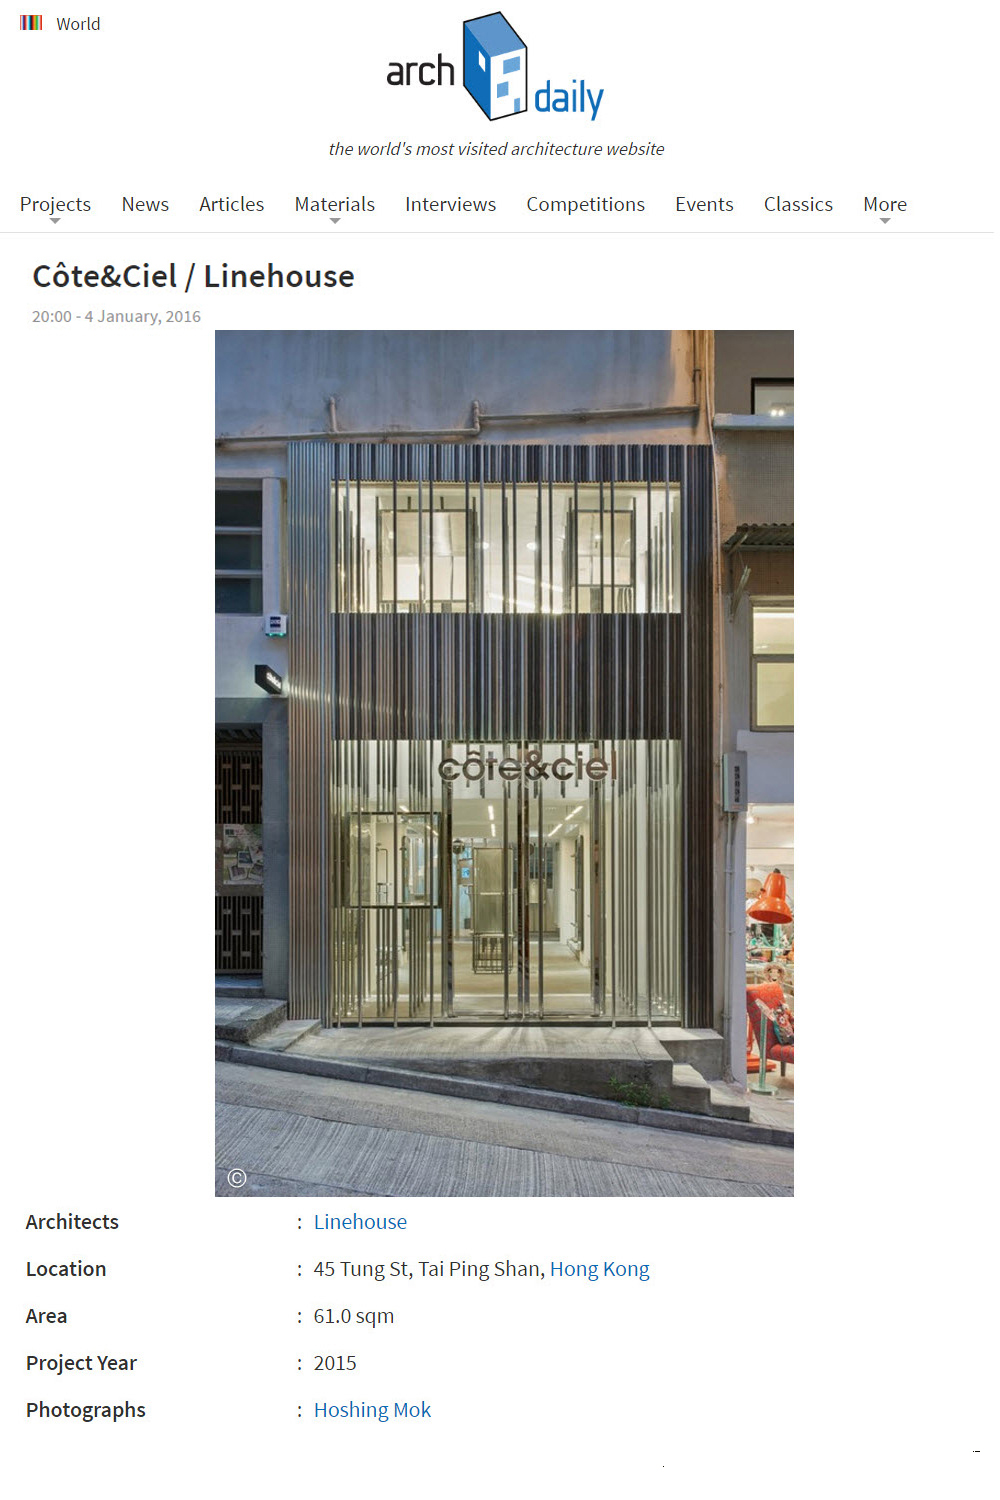 World
arch
daily
the world's most visited architecture website
Projects News Articles Materials Interviews Competitions Events Classics More
Côte&Ciel / Linehouse
20:00 - 4 January, 2016
côte&ciel
©
Architects : Linehouse
Location : 45 Tung St, Tai Ping Shan, Hong Kong
Area : 61.0 sqm
Project Year : 2015
Photographs : Hoshing Mok